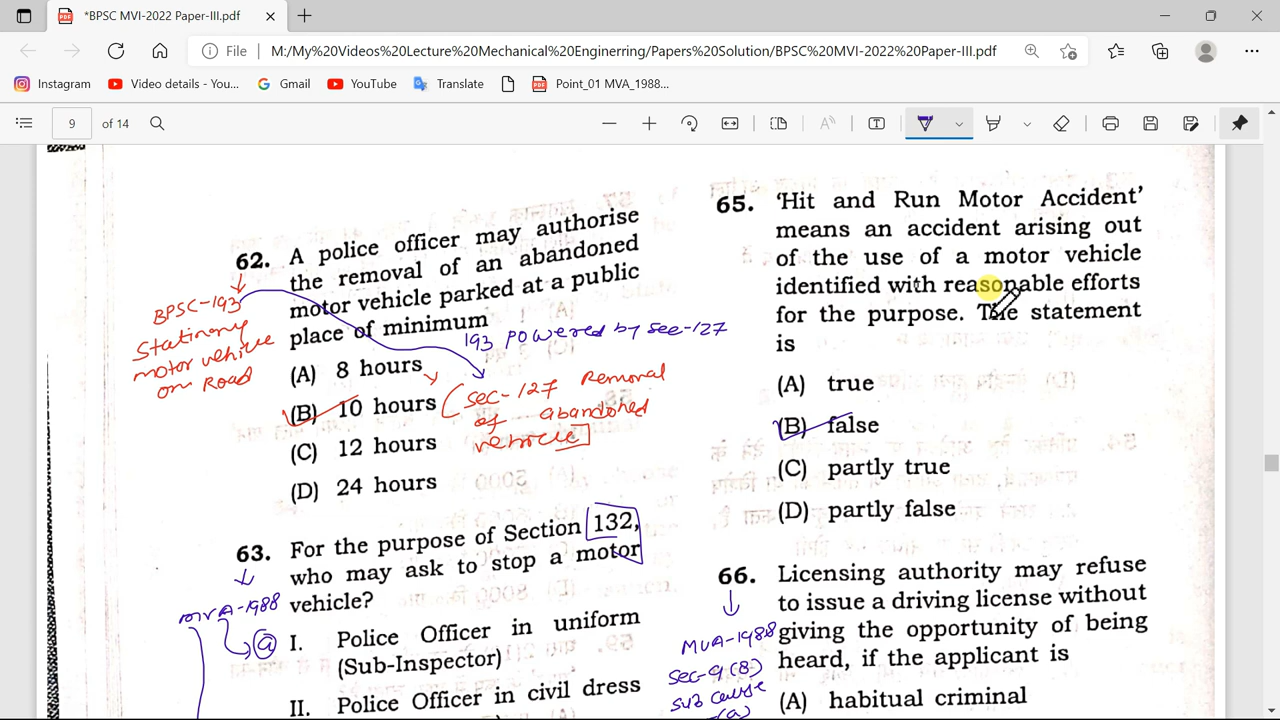 *BPSC MVI-2022 Paper-III.pdf
File
M:/My%20Videos%20Lecture%20Mechanical%20Enginerring/Papers%20Solution/BPSC%20MVI-2022%20Paper-III.pdf
Instagram
Video details - You...
Gmail
YouTube
Translate
Point_01 MVA_1988...
9
of 14
62. A police officer may authorise
the removal of an abandoned
motor vehicle parked at a public
place of minimum
(A) 8 hours
(B) 10 hours
(C) 12 hours
(D) 24 hours
BPSC-193
Stationary
motor vehicle
on Road
193 powered by sec-127
(sec-127 Removal
of abandoned
vehicle]
63. For the purpose of Section 132,
who may ask to stop a motor
vehicle?
MVA-1988
(a)
I. Police Officer in uniform
(Sub-Inspector)
II. Police Officer in civil dress
65. 'Hit and Run Motor Accident'
means an accident arising out
of the use of a motor vehicle
identified with reasonable efforts
for the purpose. The statement
is
(A) true
(B) false
(C) partly true
(D) partly false
66. Licensing authority may refuse
to issue a driving license without
giving the opportunity of being
heard, if the applicant is
(A) habitual criminal
MVA-1988
sec-9(8)
sub cause
(a)